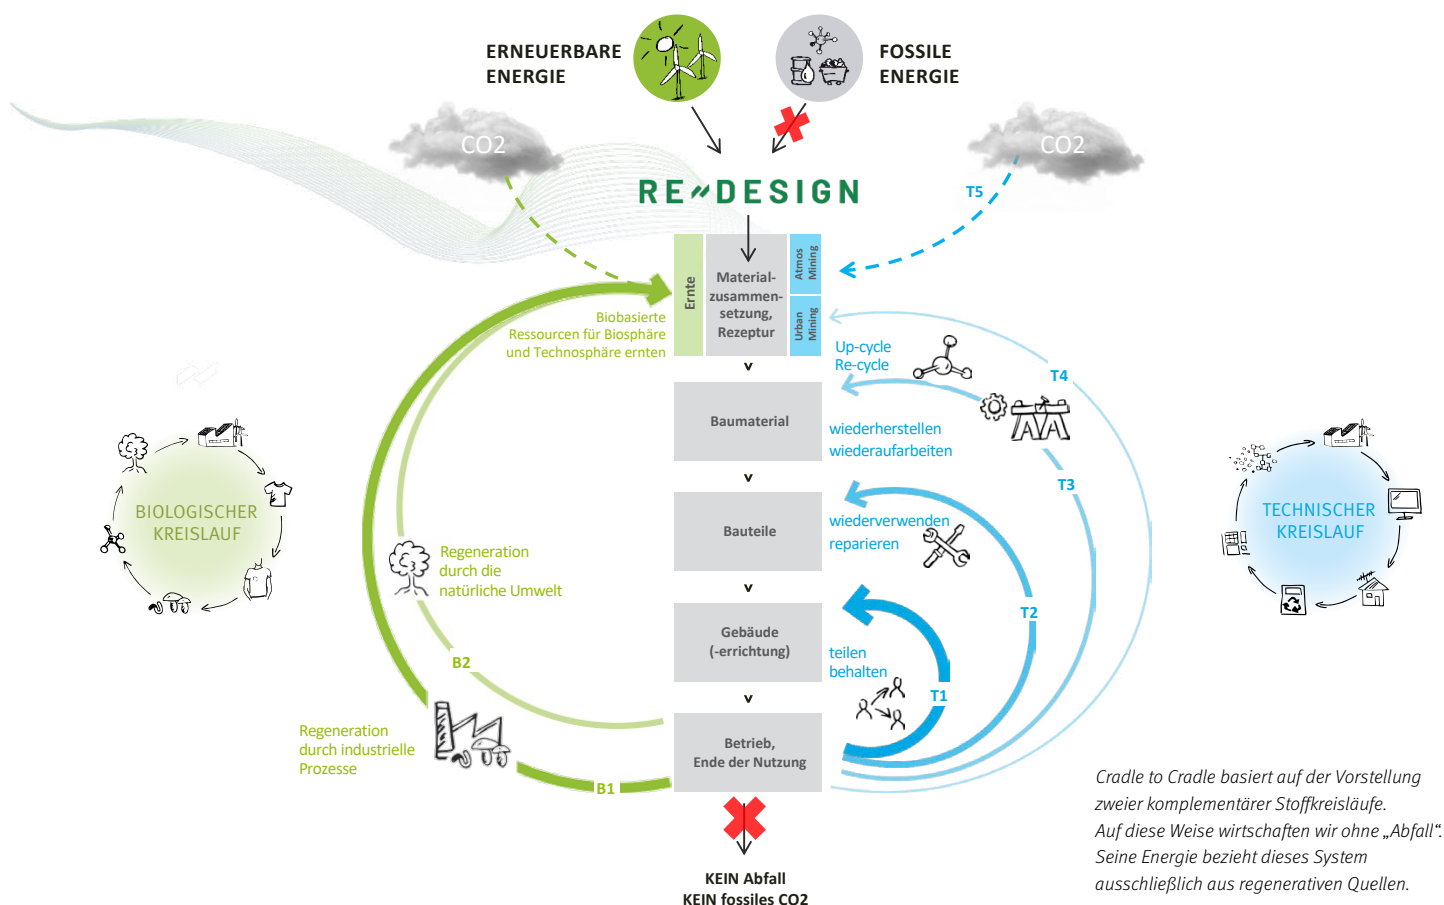 ERNEUERBARE
ENERGIE
FOSSILE
ENERGIE
CO2
CO2
RE DESIGN
T5
Ernte
Material-
zusammen-
setzung,
Rezeptur
Atmos
Mining
Urban
Mining
Biobasierte
Ressourcen für Biosphäre
und Technosphäre ernten
Up-cycle
Re-cycle
T4
Baumaterial
wiederherstellen
wiederaufarbeiten
T3
BIOLOGISCHER
KREISLAUF
TECHNISCHER
KREISLAUF
Bauteile
wiederverwenden
reparieren
Regeneration
durch die
natürliche Umwelt
T2
Gebäude
(-errichtung)
teilen
behalten
B2
T1
Regeneration
durch industrielle
Prozesse
Betrieb,
Ende der Nutzung
B1
KEIN Abfall
KEIN fossiles CO2
Cradle to Cradle basiert auf der Vorstellung
zweier komplementärer Stoffkreisläufe.
Auf diese Weise wirtschaften wir ohne „Abfall“.
Seine Energie bezieht dieses System
ausschließlich aus regenerativen Quellen.